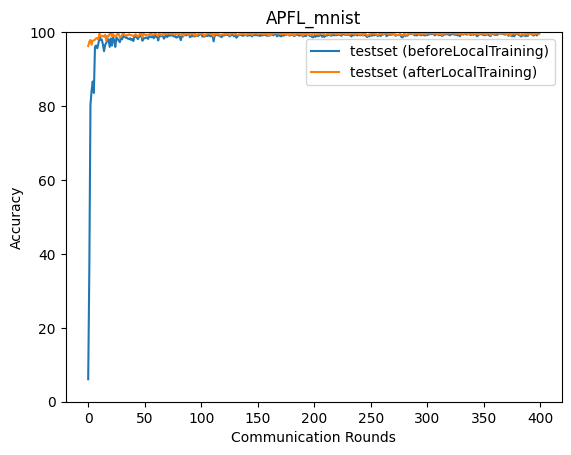 APFL_mnist
100
80
60
40
20
0
Accuracy
testset (beforeLocalTraining)
testset (afterLocalTraining)
0 50 100 150 200 250 300 350 400
Communication Rounds